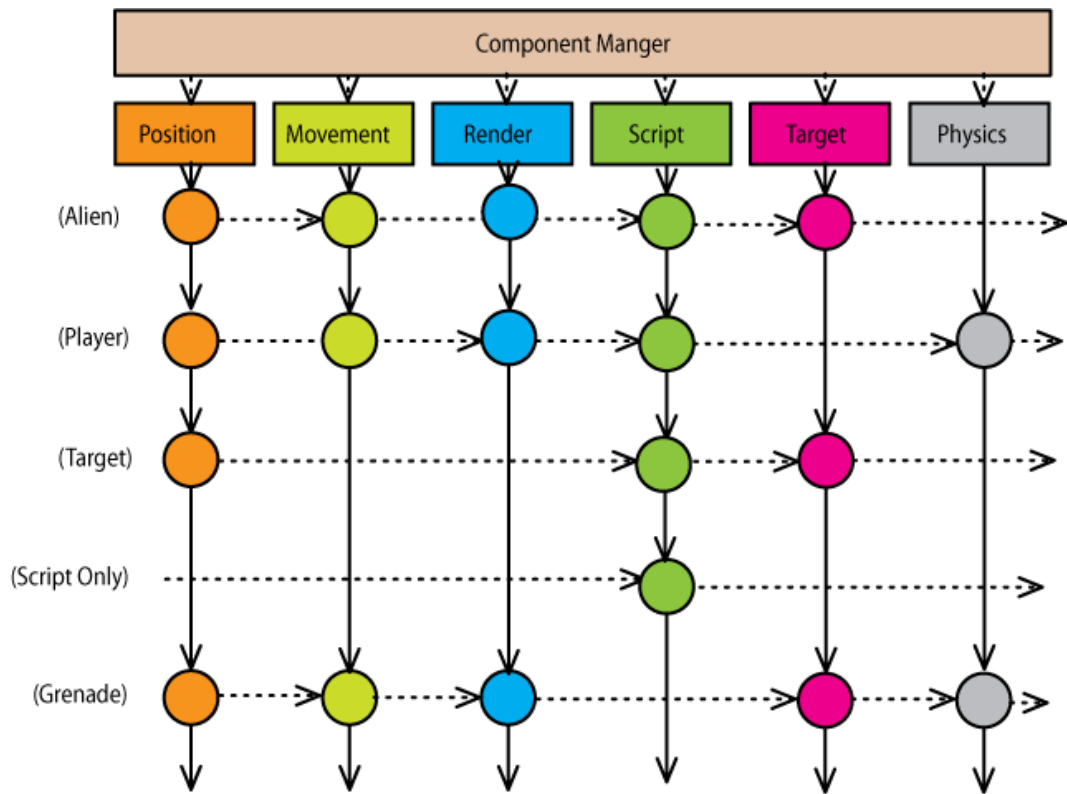 Component Manger
Position Movement Render Script Target Physics
(Alien)
(Player)
(Target)
(Script Only)
(Grenade)